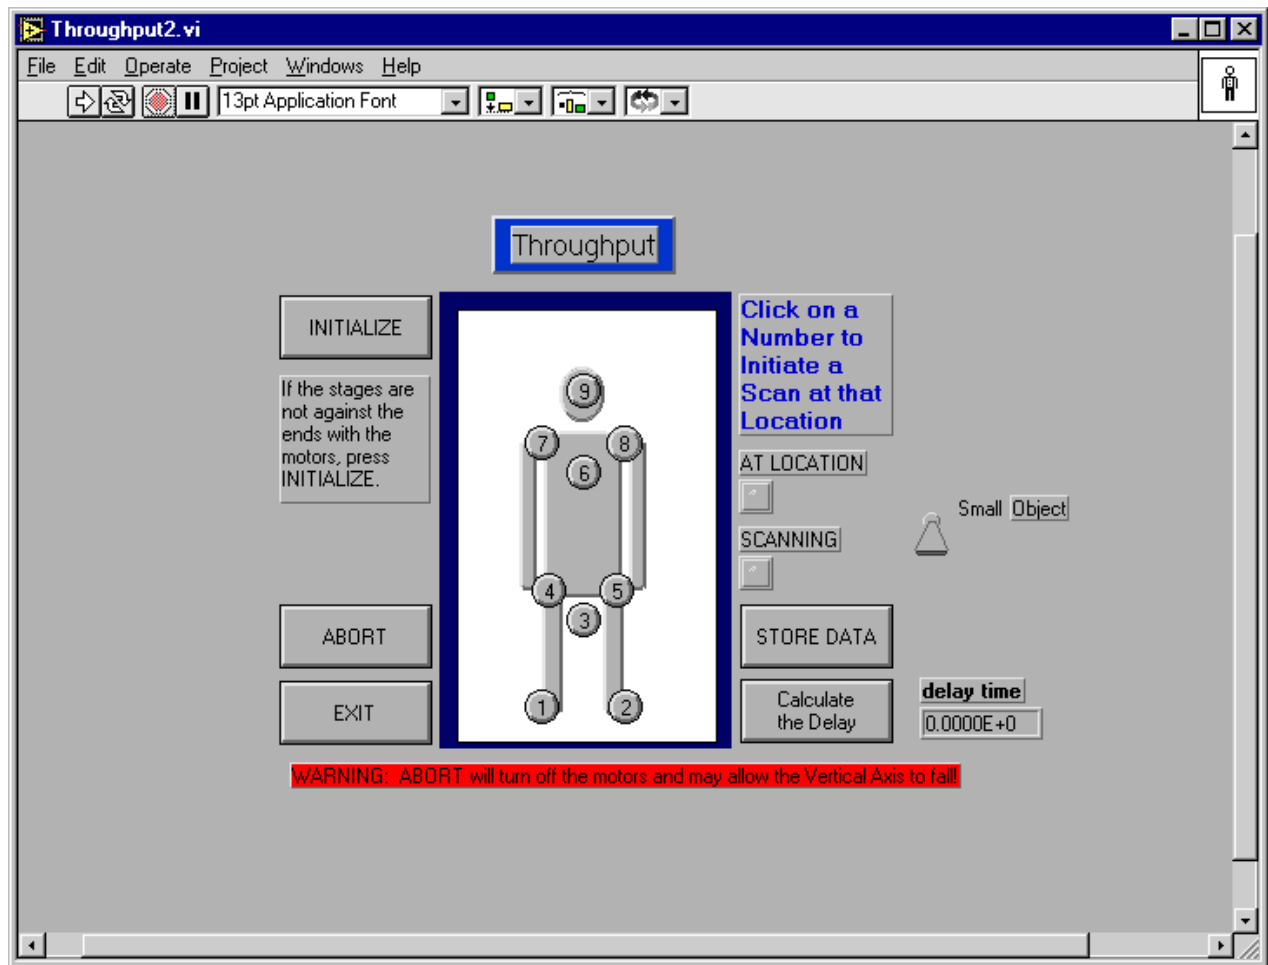 Throughput2.vi
File Edit Operate Project Windows Help
13pt Application Font
Throughput
INITIALIZE
If the stages are
not against the
ends with the
motors, press
INITIALIZE.
ABORT
EXIT
9
7 8
6
4 5
3
1 2
Click on a
Number to
Initiate a
Scan at that
Location
AT LOCATION
SCANNING
Small Object
STORE DATA
Calculate
the Delay
delay time
0.0000E+0
WARNING: ABORT will turn off the motors and may allow the Vertical Axis to fall!